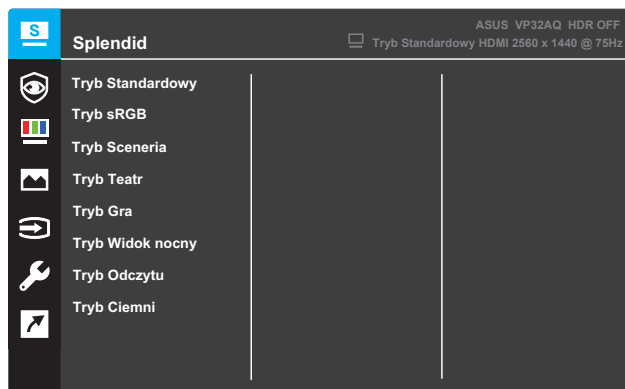 S
ASUS VP32AQ HDR OFF
Splendid
Tryb Standardowy HDMI 2560 x 1440 @ 75Hz
Tryb Standardowy
Tryb sRGB
Tryb Sceneria
Tryb Teatr
Tryb Gra
Tryb Widok nocny
Tryb Odczytu
Tryb Ciemni